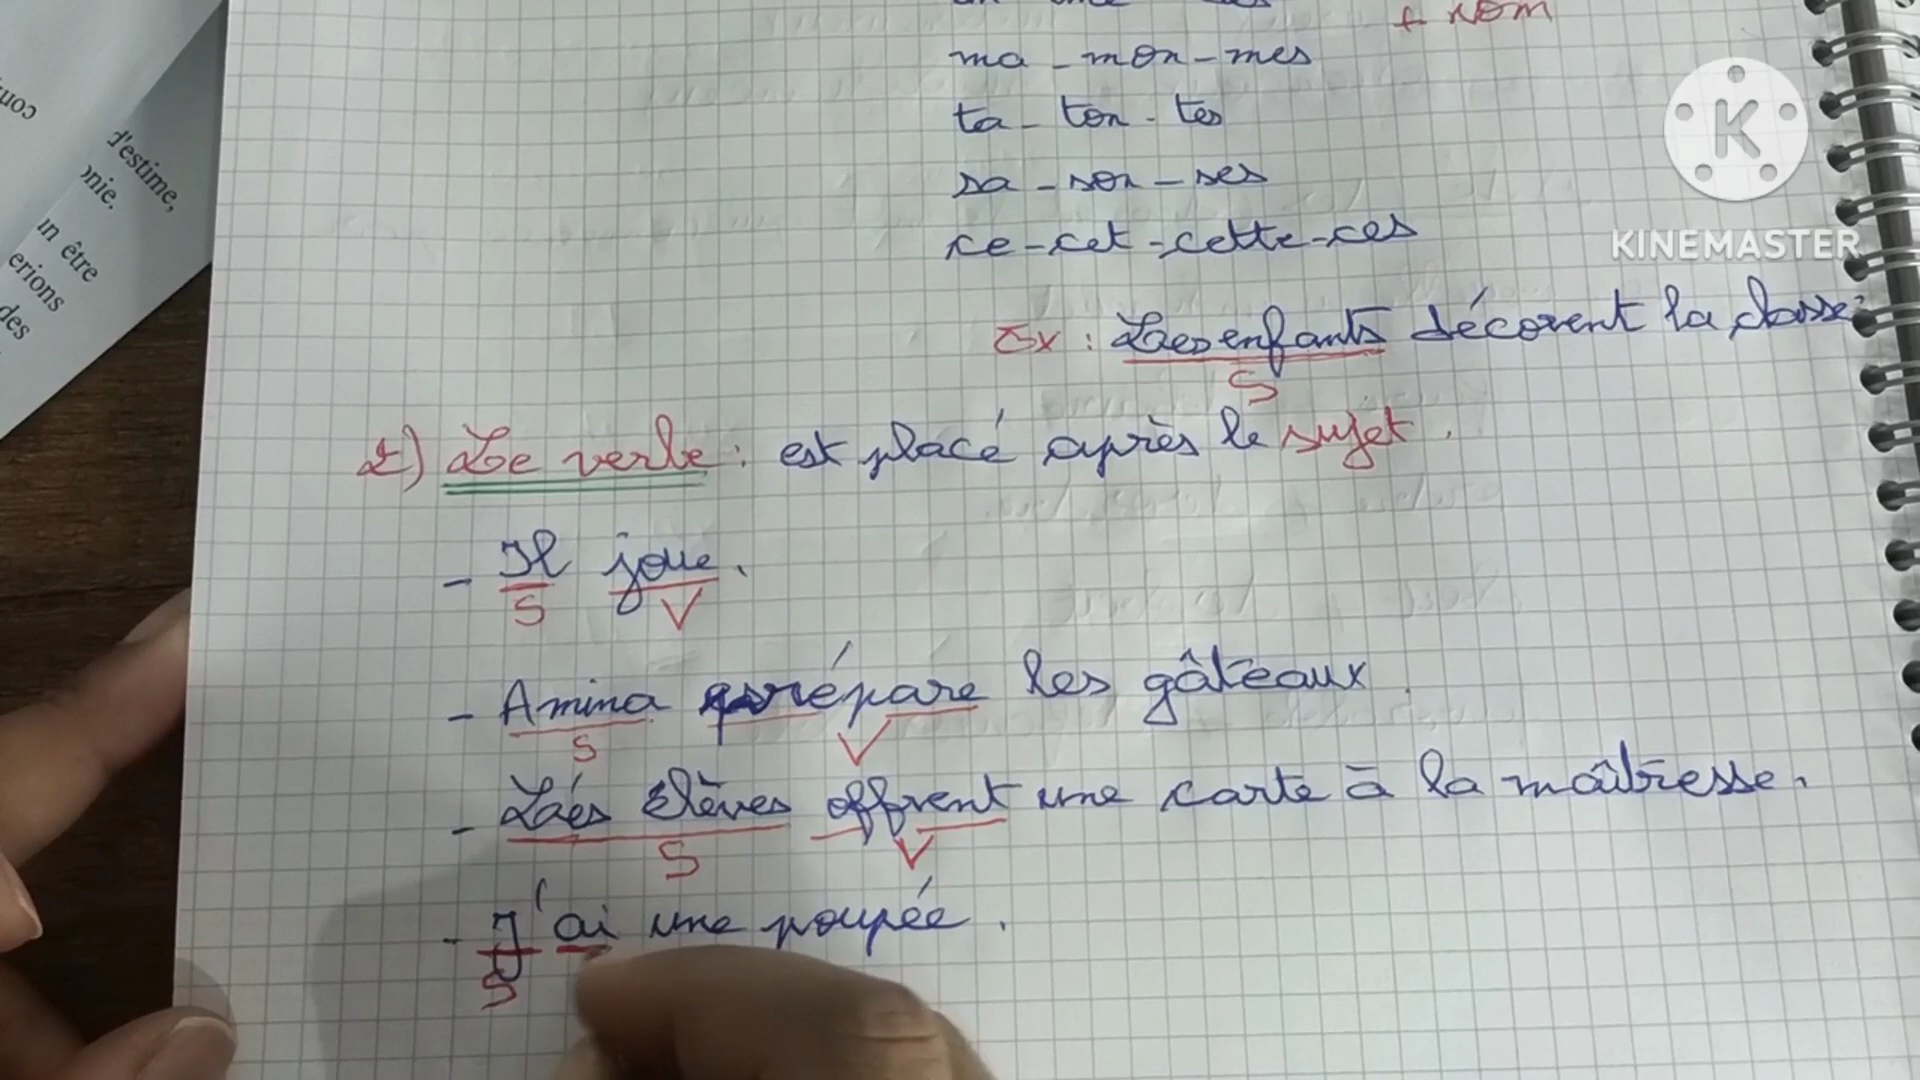 + NOM
ma - mon - mes
ta - ton - tes
sa - son - ses
ce - cet - cette - ces
Ex : Les enfants décorent la classe.
S
2) Le verbe : est placé après le sujet.
- Il joue.
S V
- Amina prépare les gâteaux.
S V
- Les élèves offrent une carte à la maîtresse.
S V
- J'ai une poupée.
S
K
KINEMASTER
d'estime,
onie.
un être
erions
des